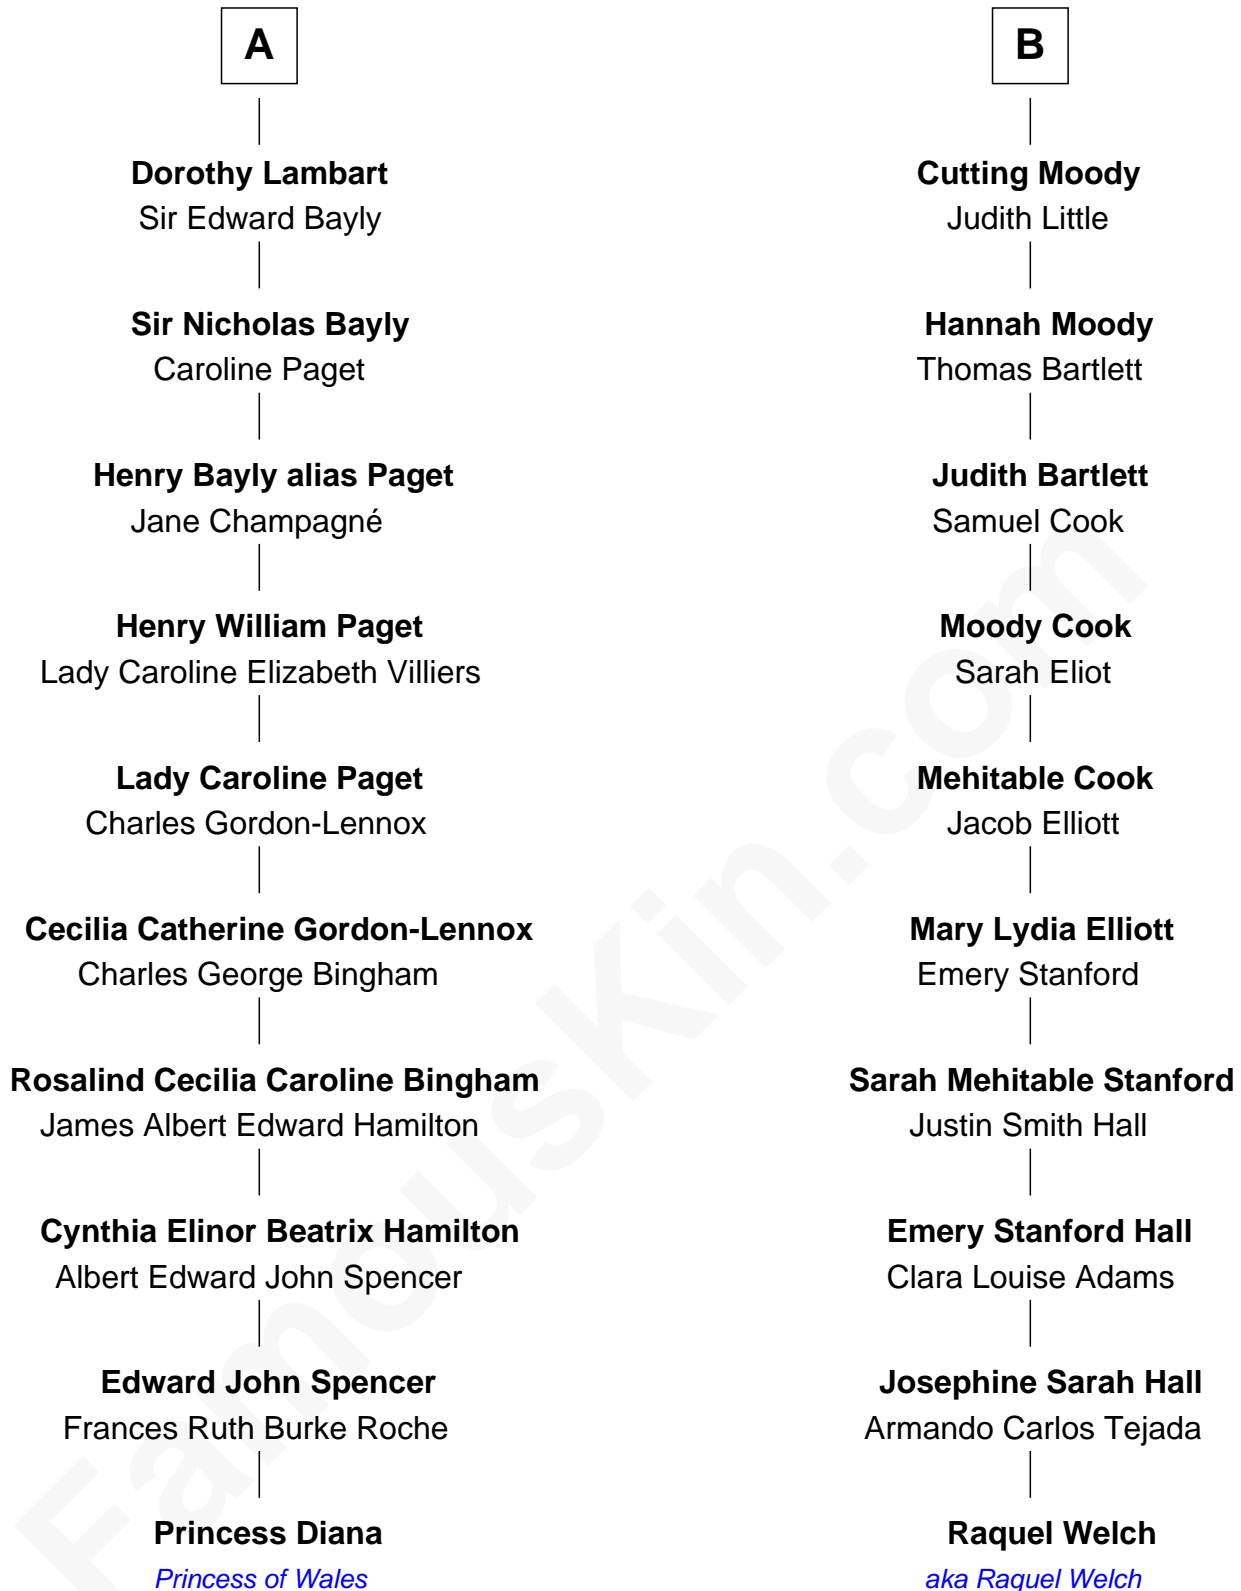 A
Dorothy Lambart
Sir Edward Bayly
Sir Nicholas Bayly
Caroline Paget
Henry Bayly alias Paget
Jane Champagné
Henry William Paget
Lady Caroline Elizabeth Villiers
Lady Caroline Paget
Charles Gordon-Lennox
Cecilia Catherine Gordon-Lennox
Charles George Bingham
Rosalind Cecilia Caroline Bingham
James Albert Edward Hamilton
Cynthia Elinor Beatrix Hamilton
Albert Edward John Spencer
Edward John Spencer
Frances Ruth Burke Roche
Princess Diana
Princess of Wales
B
Cutting Moody
Judith Little
Hannah Moody
Thomas Bartlett
Judith Bartlett
Samuel Cook
Moody Cook
Sarah Eliot
Mehitable Cook
Jacob Elliott
Mary Lydia Elliott
Emery Stanford
Sarah Mehitable Stanford
Justin Smith Hall
Emery Stanford Hall
Clara Louise Adams
Josephine Sarah Hall
Armando Carlos Tejada
Raquel Welch
aka Raquel Welch
FamousKin.com